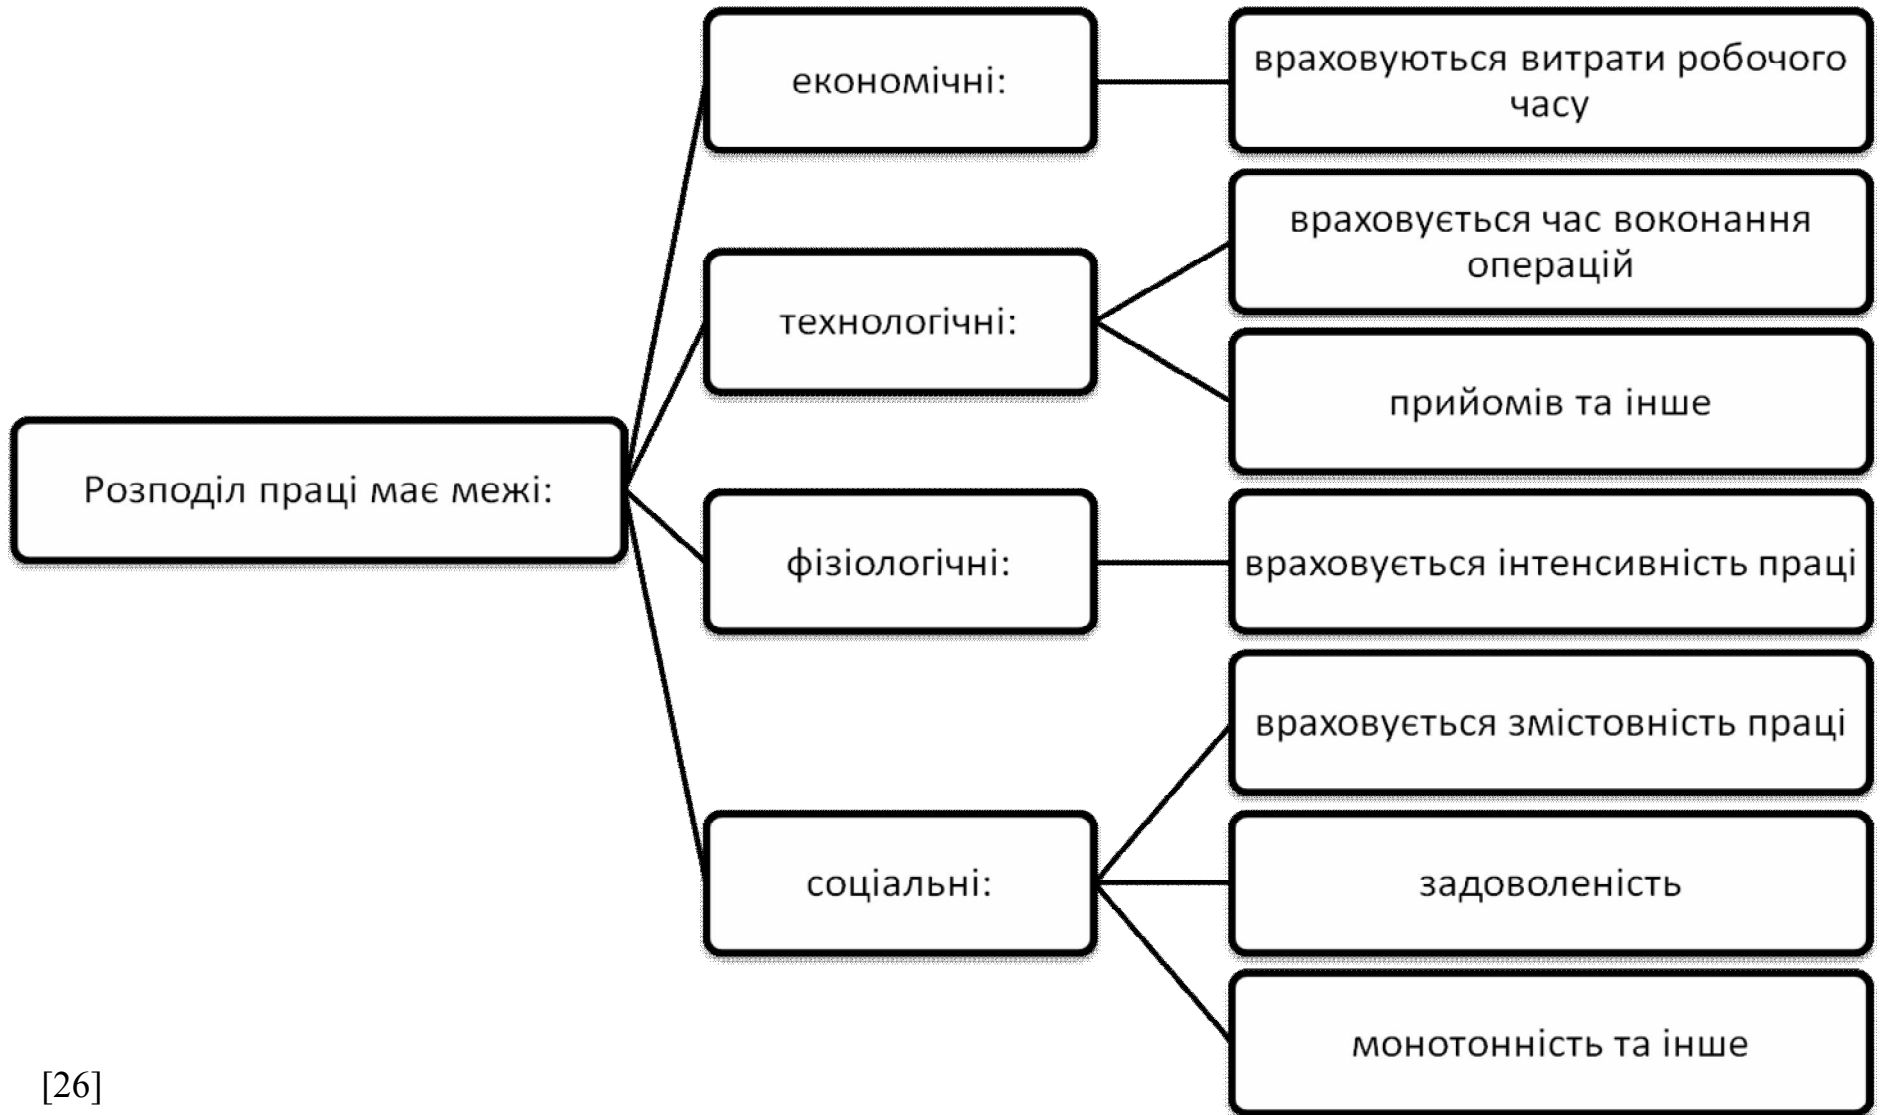 Розподіл праці має межі:
економічні:
враховуються витрати робочого
часу
технологічні:
враховується час воконання
операцій
прийомів та інше
фізіологічні:
враховується інтенсивність праці
соціальні:
враховується змістовність праці
задоволеність
монотонність та інше
[26]